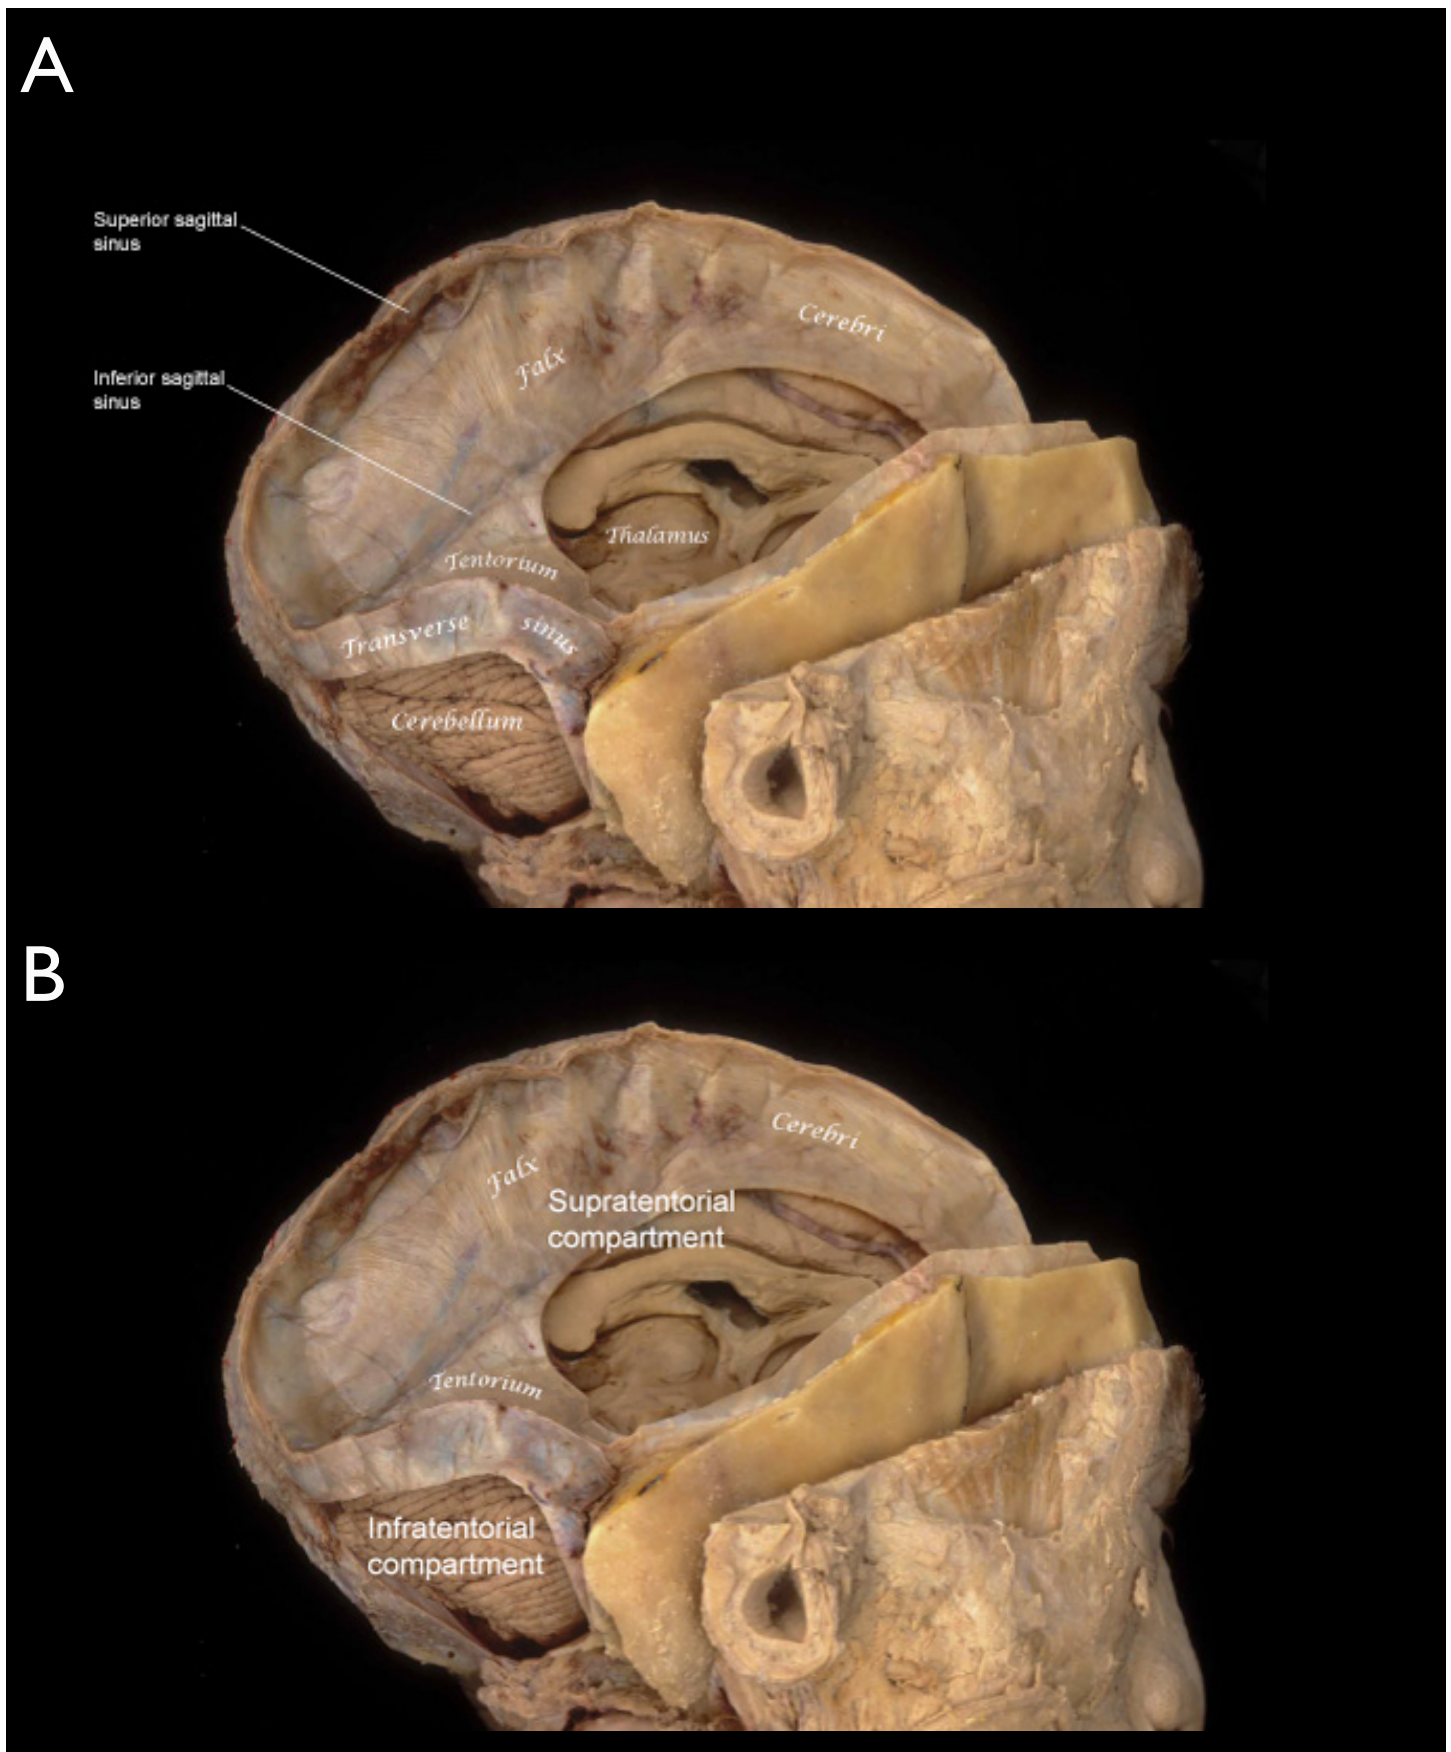 A
Superior sagittal
sinus
Cerebri
Falx
Inferior sagittal
sinus
Thalamus
Tentorium
Transverse sinus
Cerebellum
B
Cerebri
Falx
Supratentorial
compartment
Tentorium
Infratentorial
compartment